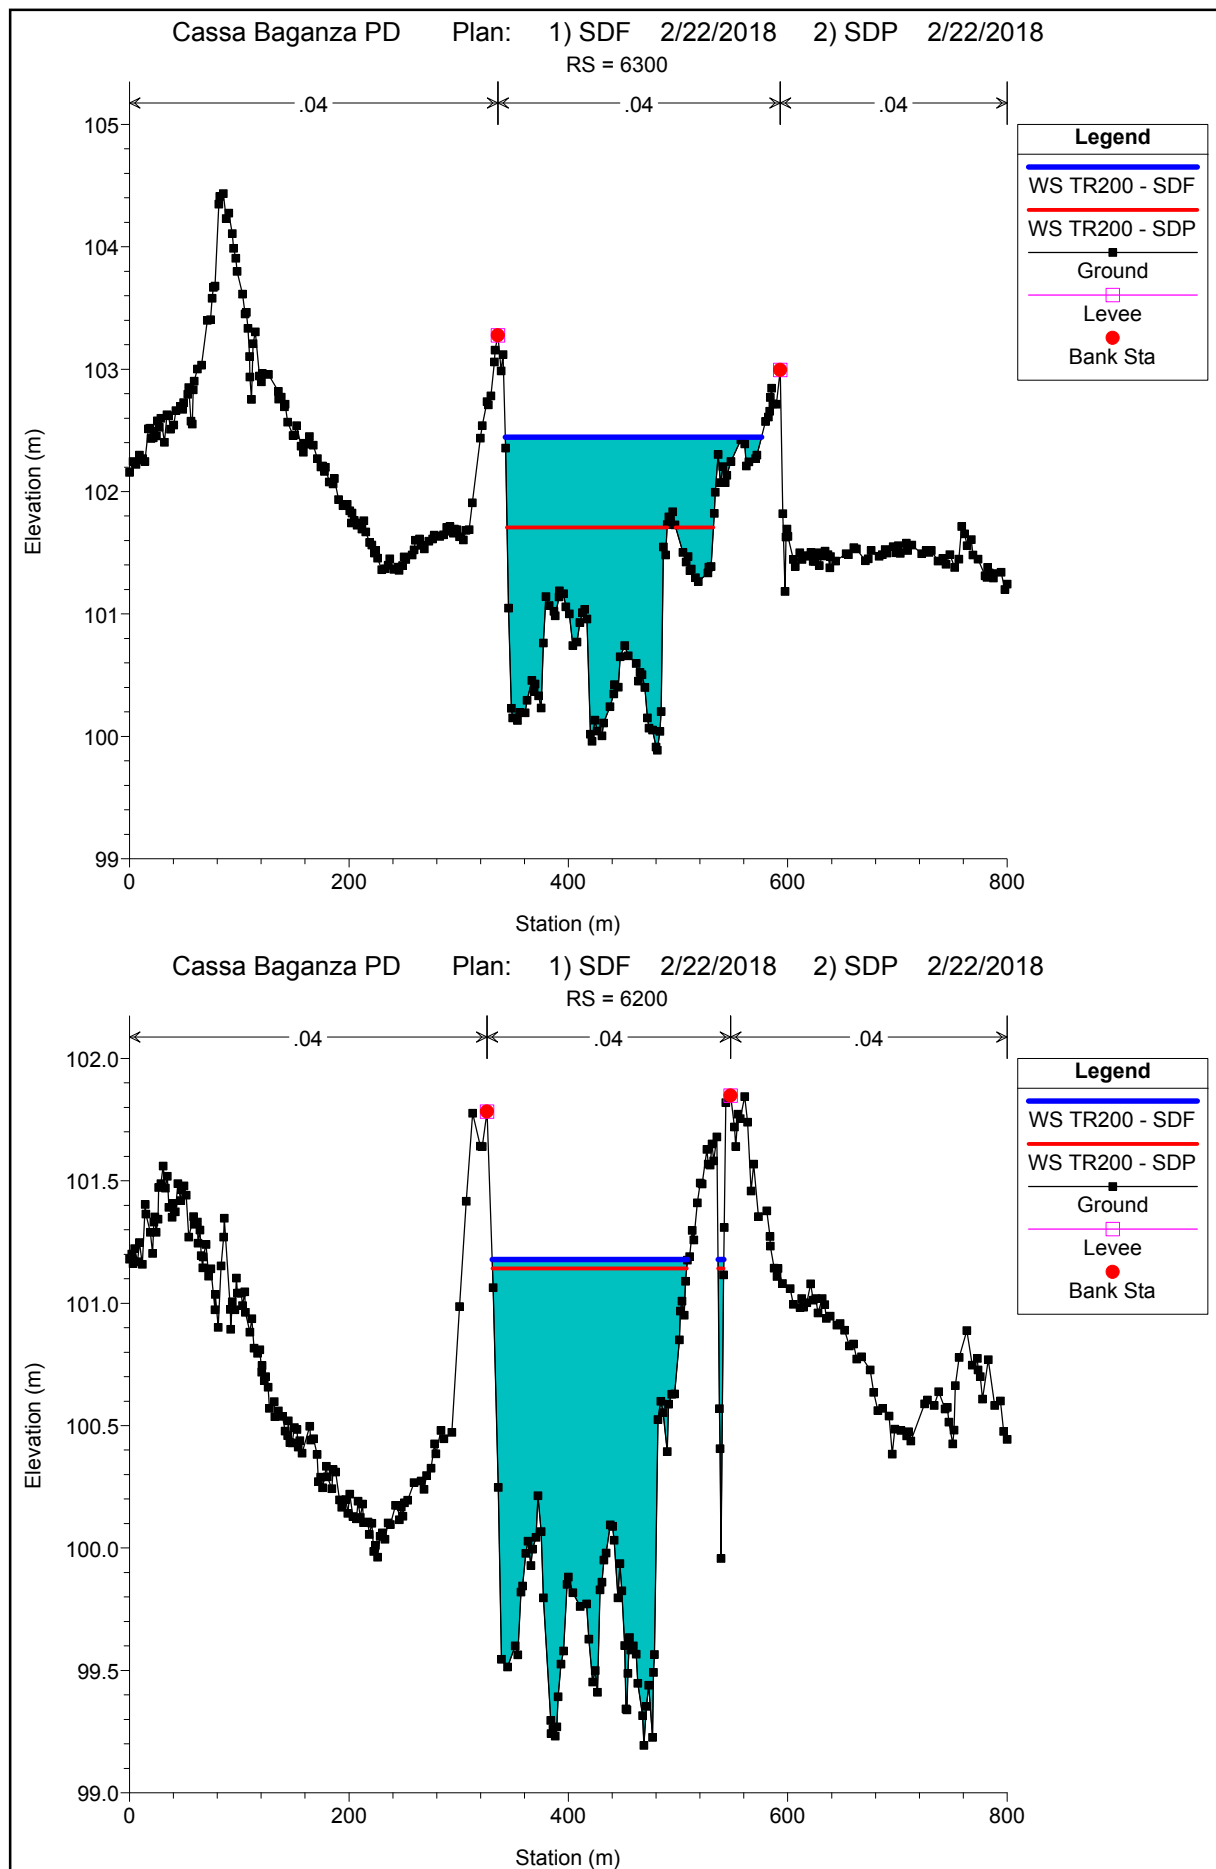 Cassa Baganza PD Plan: 1) SDF 2/22/2018 2) SDP 2/22/2018
RS = 6300
.04 .04 .04
105
104
103
102
101
100
99
Elevation (m)
0 200 400 600 800
Station (m)
Legend
WS TR200 - SDF
WS TR200 - SDP
Ground
Levee
Bank Sta
Cassa Baganza PD Plan: 1) SDF 2/22/2018 2) SDP 2/22/2018
RS = 6200
.04 .04 .04
102.0
101.5
101.0
100.5
100.0
99.5
99.0
Elevation (m)
0 200 400 600 800
Station (m)
Legend
WS TR200 - SDF
WS TR200 - SDP
Ground
Levee
Bank Sta